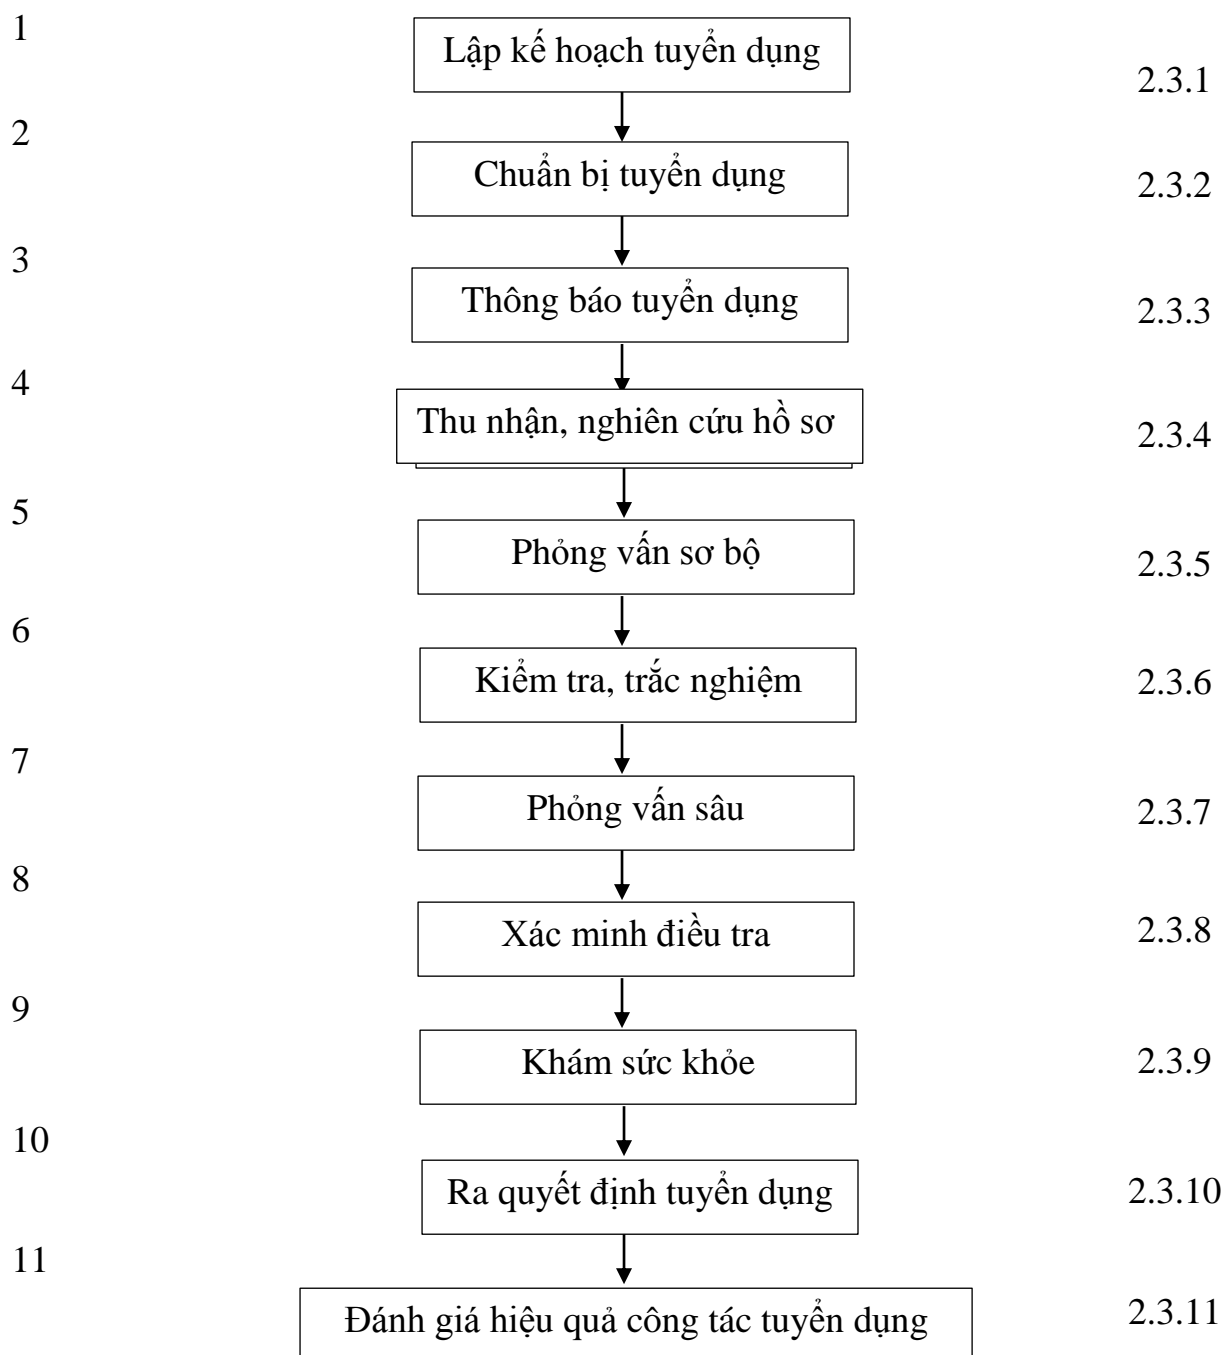 1
Lập kế hoạch tuyển dụng
2.3.1
2
Chuẩn bị tuyển dụng
2.3.2
3
Thông báo tuyển dụng
2.3.3
4
Thu nhận, nghiên cứu hồ sơ
2.3.4
5
Phỏng vấn sơ bộ
2.3.5
6
Kiểm tra, trắc nghiệm
2.3.6
7
Phỏng vấn sâu
2.3.7
8
Xác minh điều tra
2.3.8
9
Khám sức khỏe
2.3.9
10
Ra quyết định tuyển dụng
2.3.10
11
Đánh giá hiệu quả công tác tuyển dụng
2.3.11